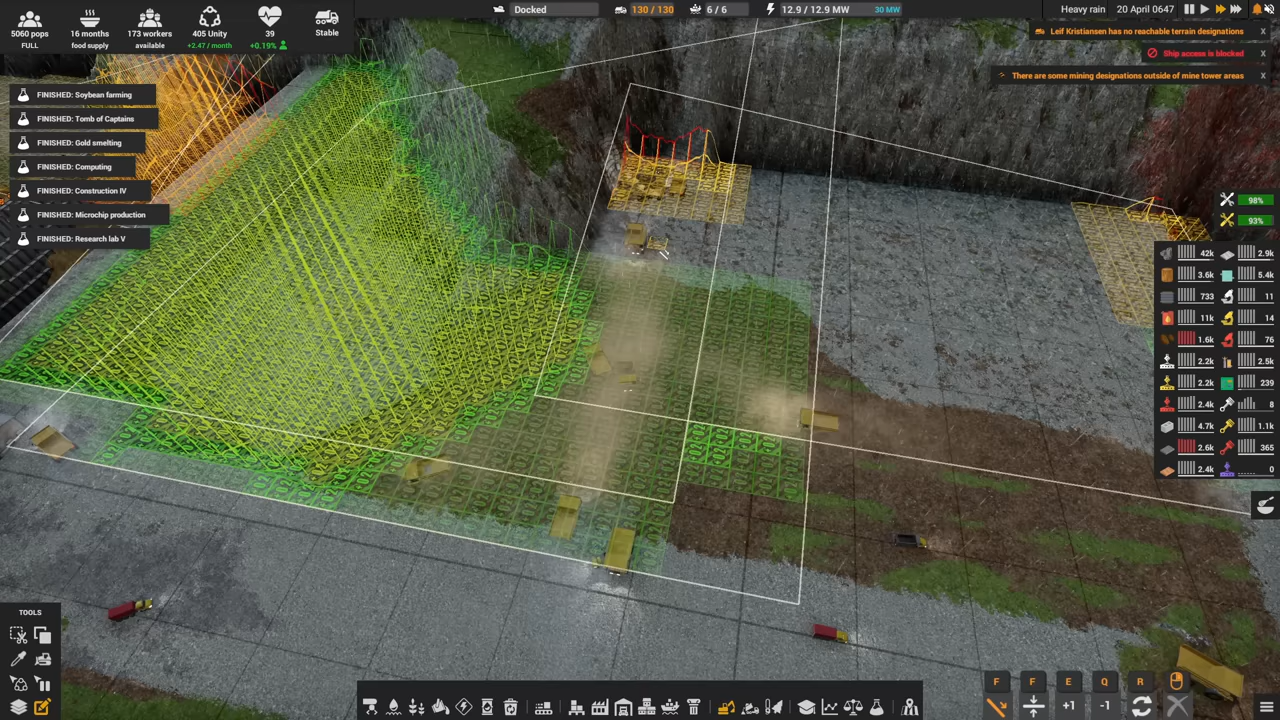 5060 pops
FULL
16 months
food supply
173 workers
available
405 Unity
+2.47 / month
39
+0.19%
Stable
Docked
130 / 130
6 / 6
12.9 / 12.9 MW
30 MW
Heavy rain
20 April 0647
Leif Kristiansen has no reachable terrain designations
X
Ship access is blocked
X
There are some mining designations outside of mine tower areas
X
FINISHED: Soybean farming
FINISHED: Tomb of Captains
FINISHED: Gold smelting
FINISHED: Computing
FINISHED: Construction IV
FINISHED: Microchip production
FINISHED: Research lab V
98%
93%
42k
2.9k
3.6k
5.4k
733
11
11k
14
1.6k
76
2.2k
2.5k
2.2k
239
2.4k
8
4.7k
1.1k
2.6k
365
2.4k
0
TOOLS
F
F
E
Q
R
+1
-1